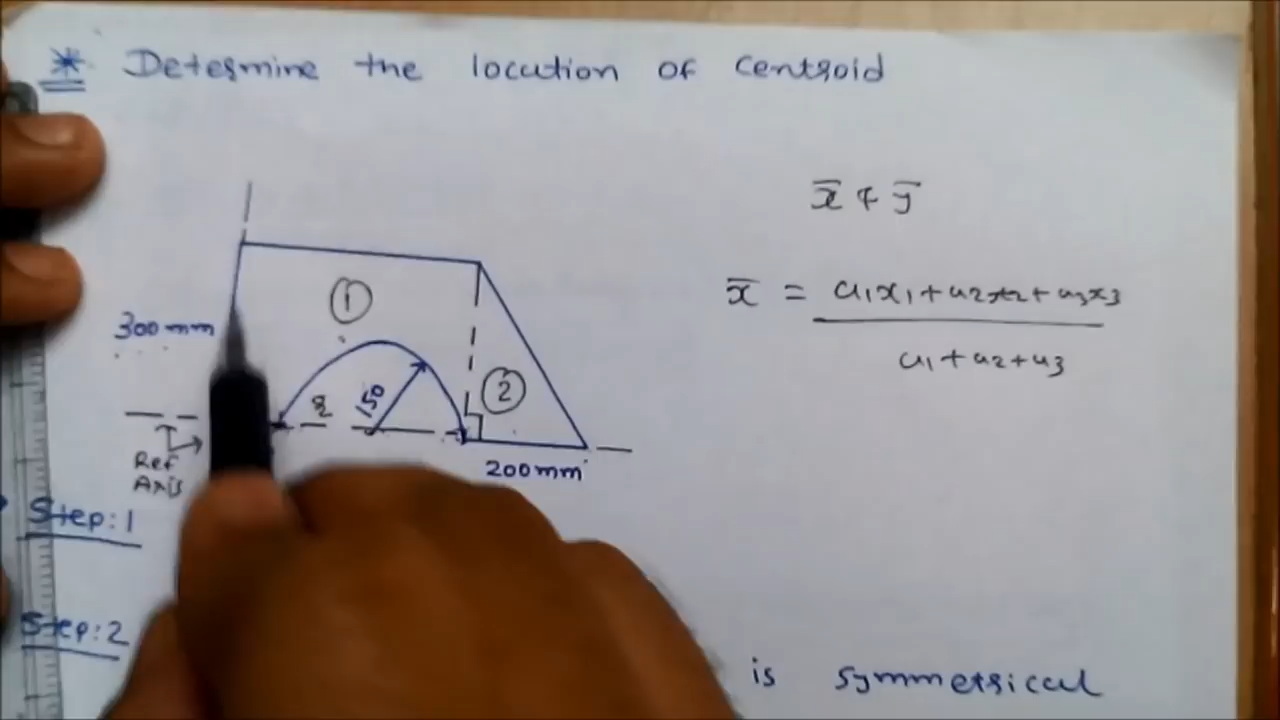 * Determine the locution of centroid
x̄ & ȳ
x̄ = a1x1 + a2x2 + a3x3
a1 + a2 + a3
1
300mm
150
2
Ref
Axis
200mm
Step:1
Step:2
is symmetrical